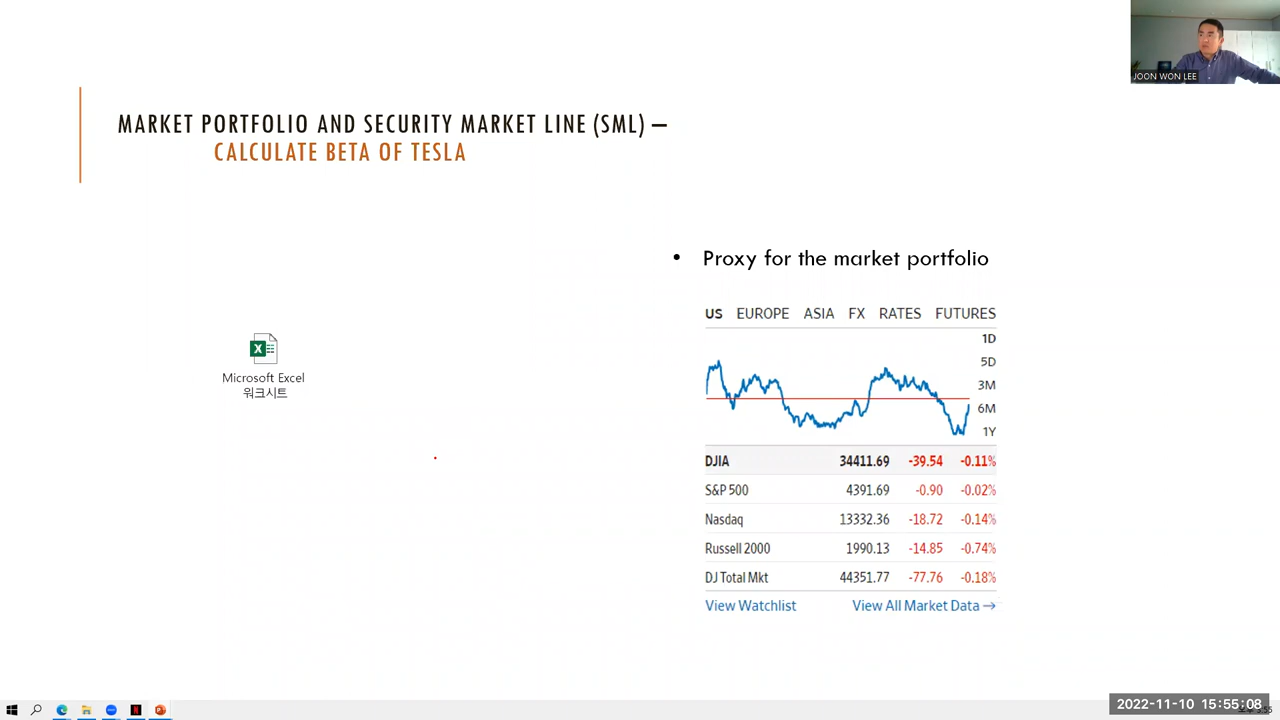 JOON WON LEE
MARKET PORTFOLIO AND SECURITY MARKET LINE (SML) –
CALCULATE BETA OF TESLA
• Proxy for the market portfolio
Microsoft Excel
워크시트
US EUROPE ASIA FX RATES FUTURES
1D
5D
3M
6M
1Y
DJIA 34411.69 -39.54 -0.11%
S&P 500 4391.69 -0.90 -0.02%
Nasdaq 13332.36 -18.72 -0.14%
Russell 2000 1990.13 -14.85 -0.74%
DJ Total Mkt 44351.77 -77.76 -0.18%
View Watchlist View All Market Data →
2022-11-10 15:55:08